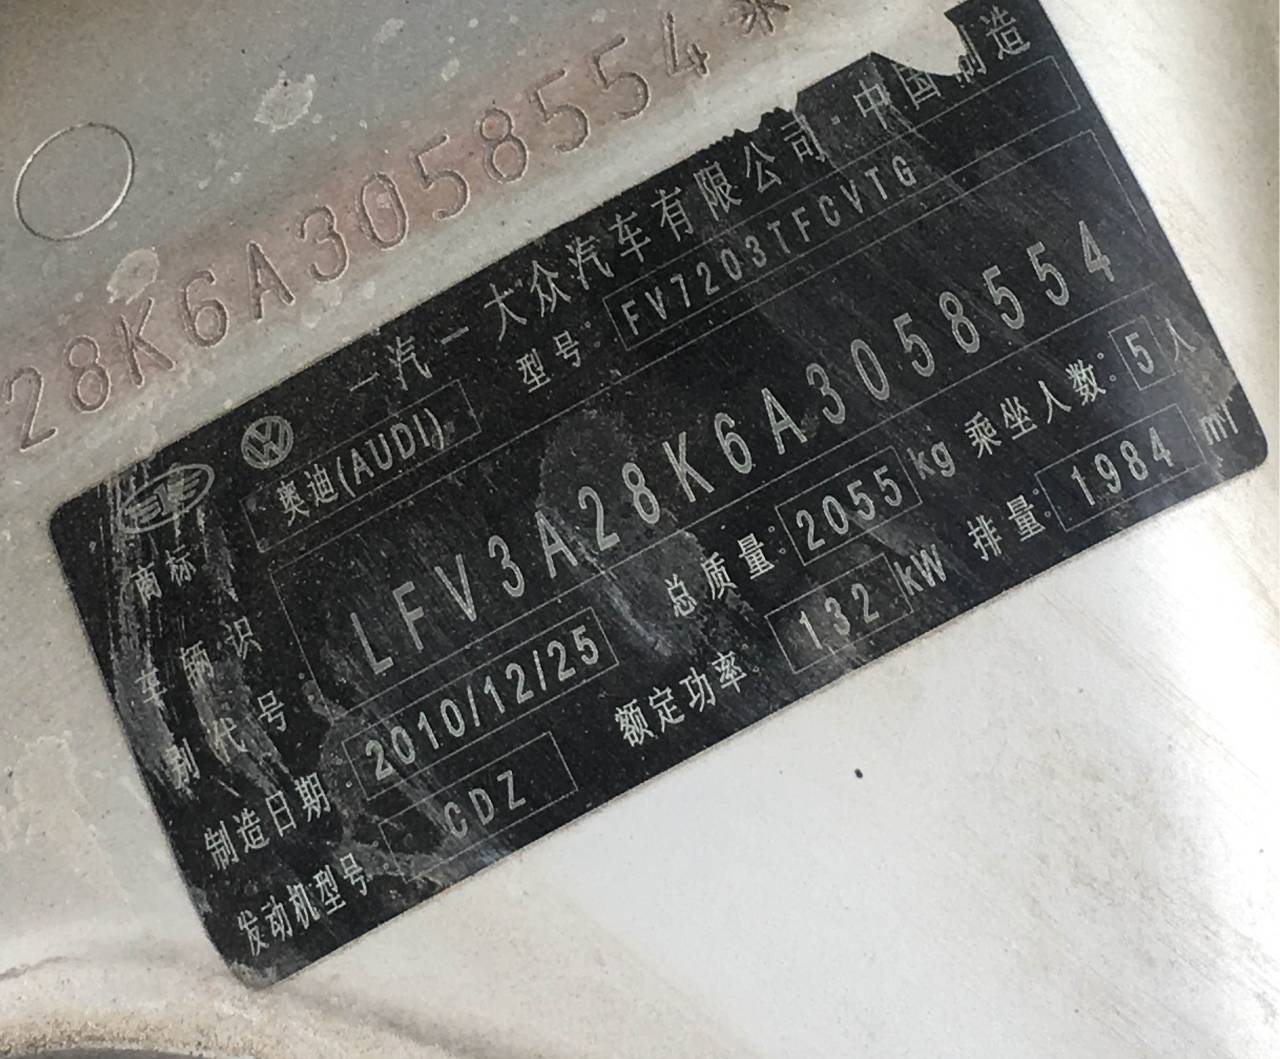 28K6A3058554
一汽一大众汽车有限公司·中国制造
商标 奥迪(AUDI) 型号: FV7203TFCVTG
车辆识别代号: LFV3A28K6A3058554
制造日期: 2010/12/25 总质量: 2055 kg 乘坐人数: 5 人
发动机型号: CDZ 额定功率: 132 kW 排量: 1984 ml